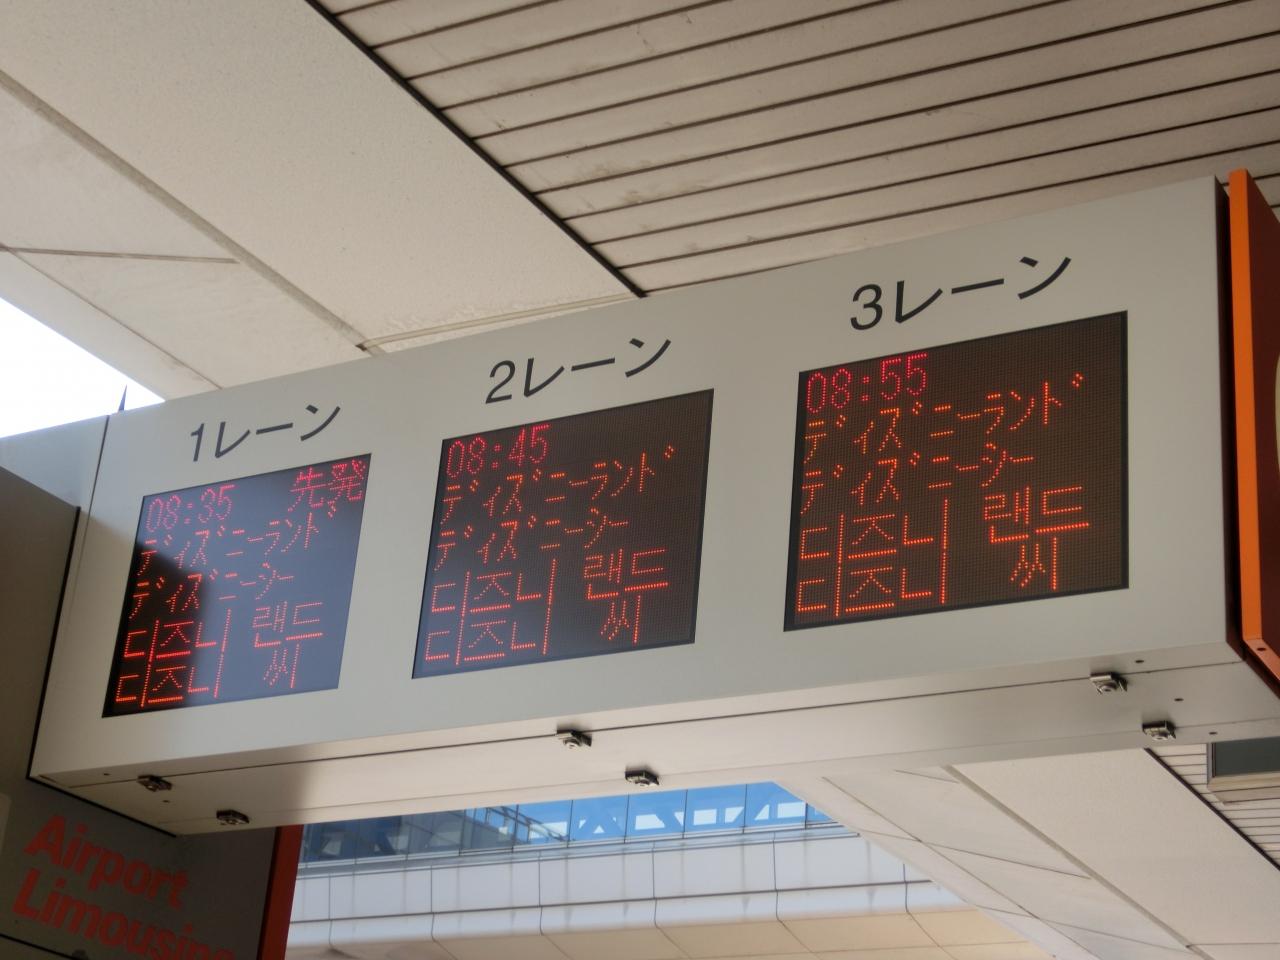 1レーン
08:35 先発
ディズニーランド
ディズニーシー
디즈니 랜드
디즈니 씨
2レーン
08:45
ディズニーランド
ディズニーシー
디즈니 랜드
디즈니 씨
3レーン
08:55
ディズニーランド
ディズニーシー
디즈니 랜드
디즈니 씨
Airport
Limousine